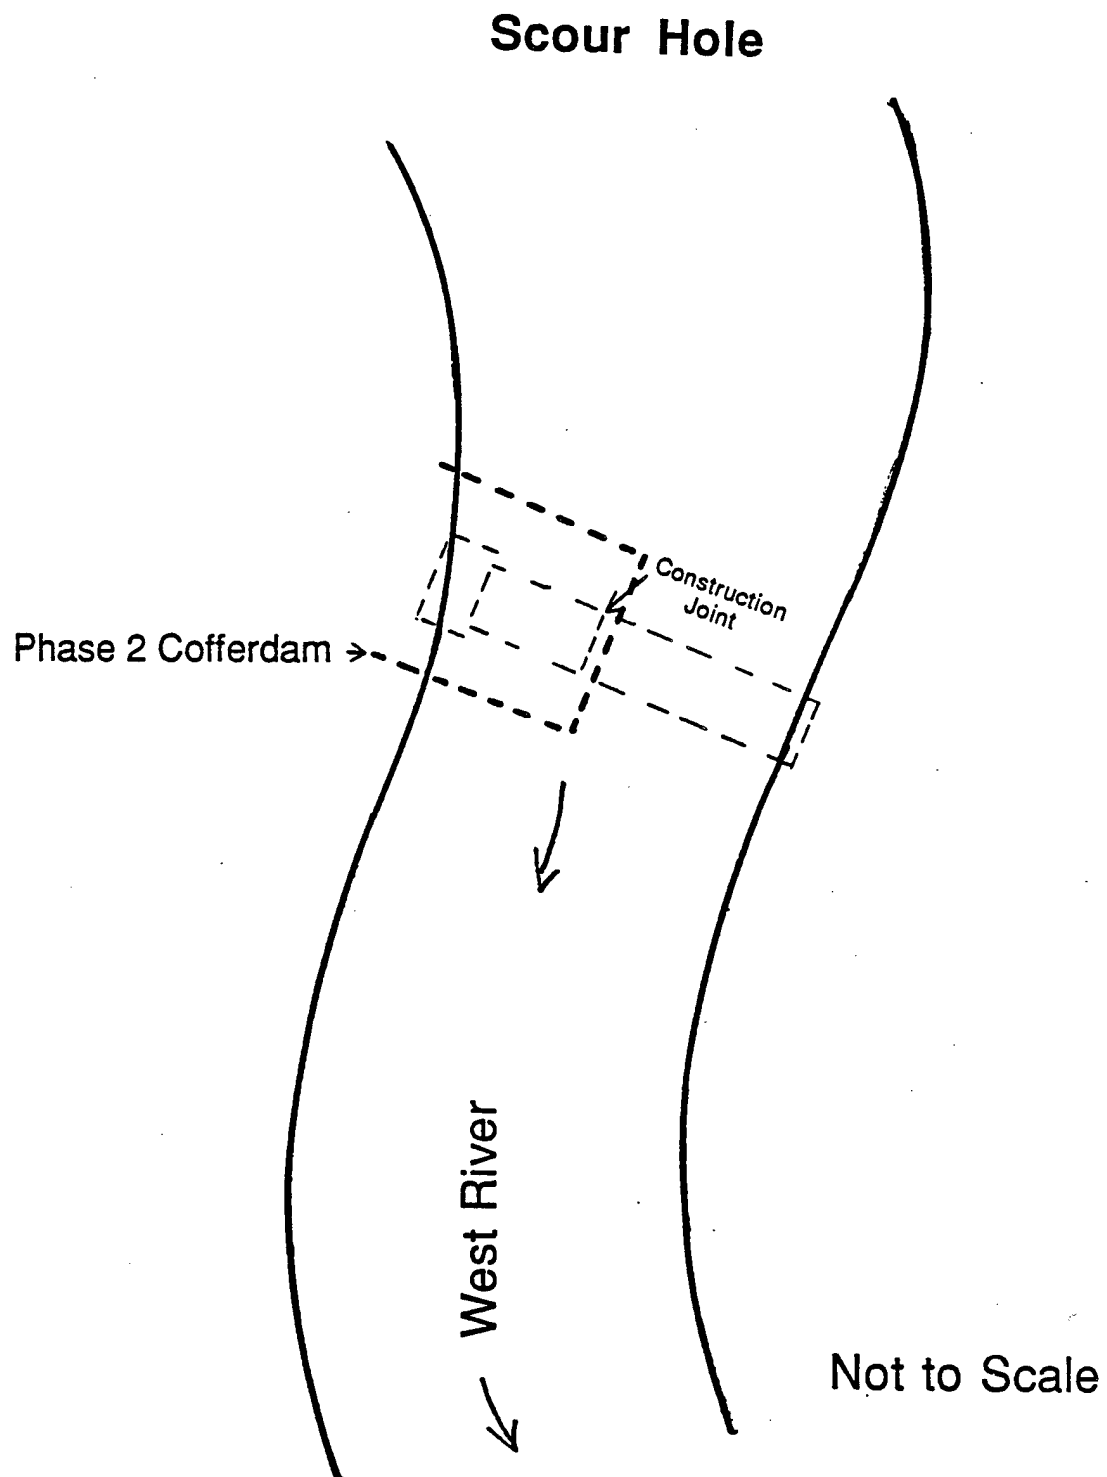 Scour Hole
Construction
Joint
Phase 2 Cofferdam
West River
Not to Scale